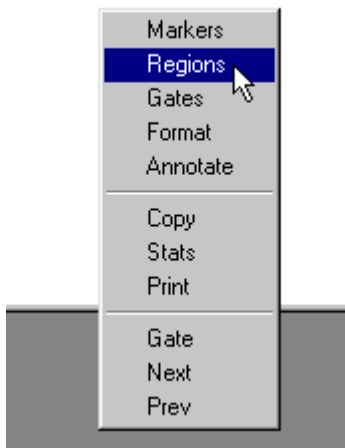 Markers
Regions
Gates
Format
Annotate
Copy
Stats
Print
Gate
Next
Prev